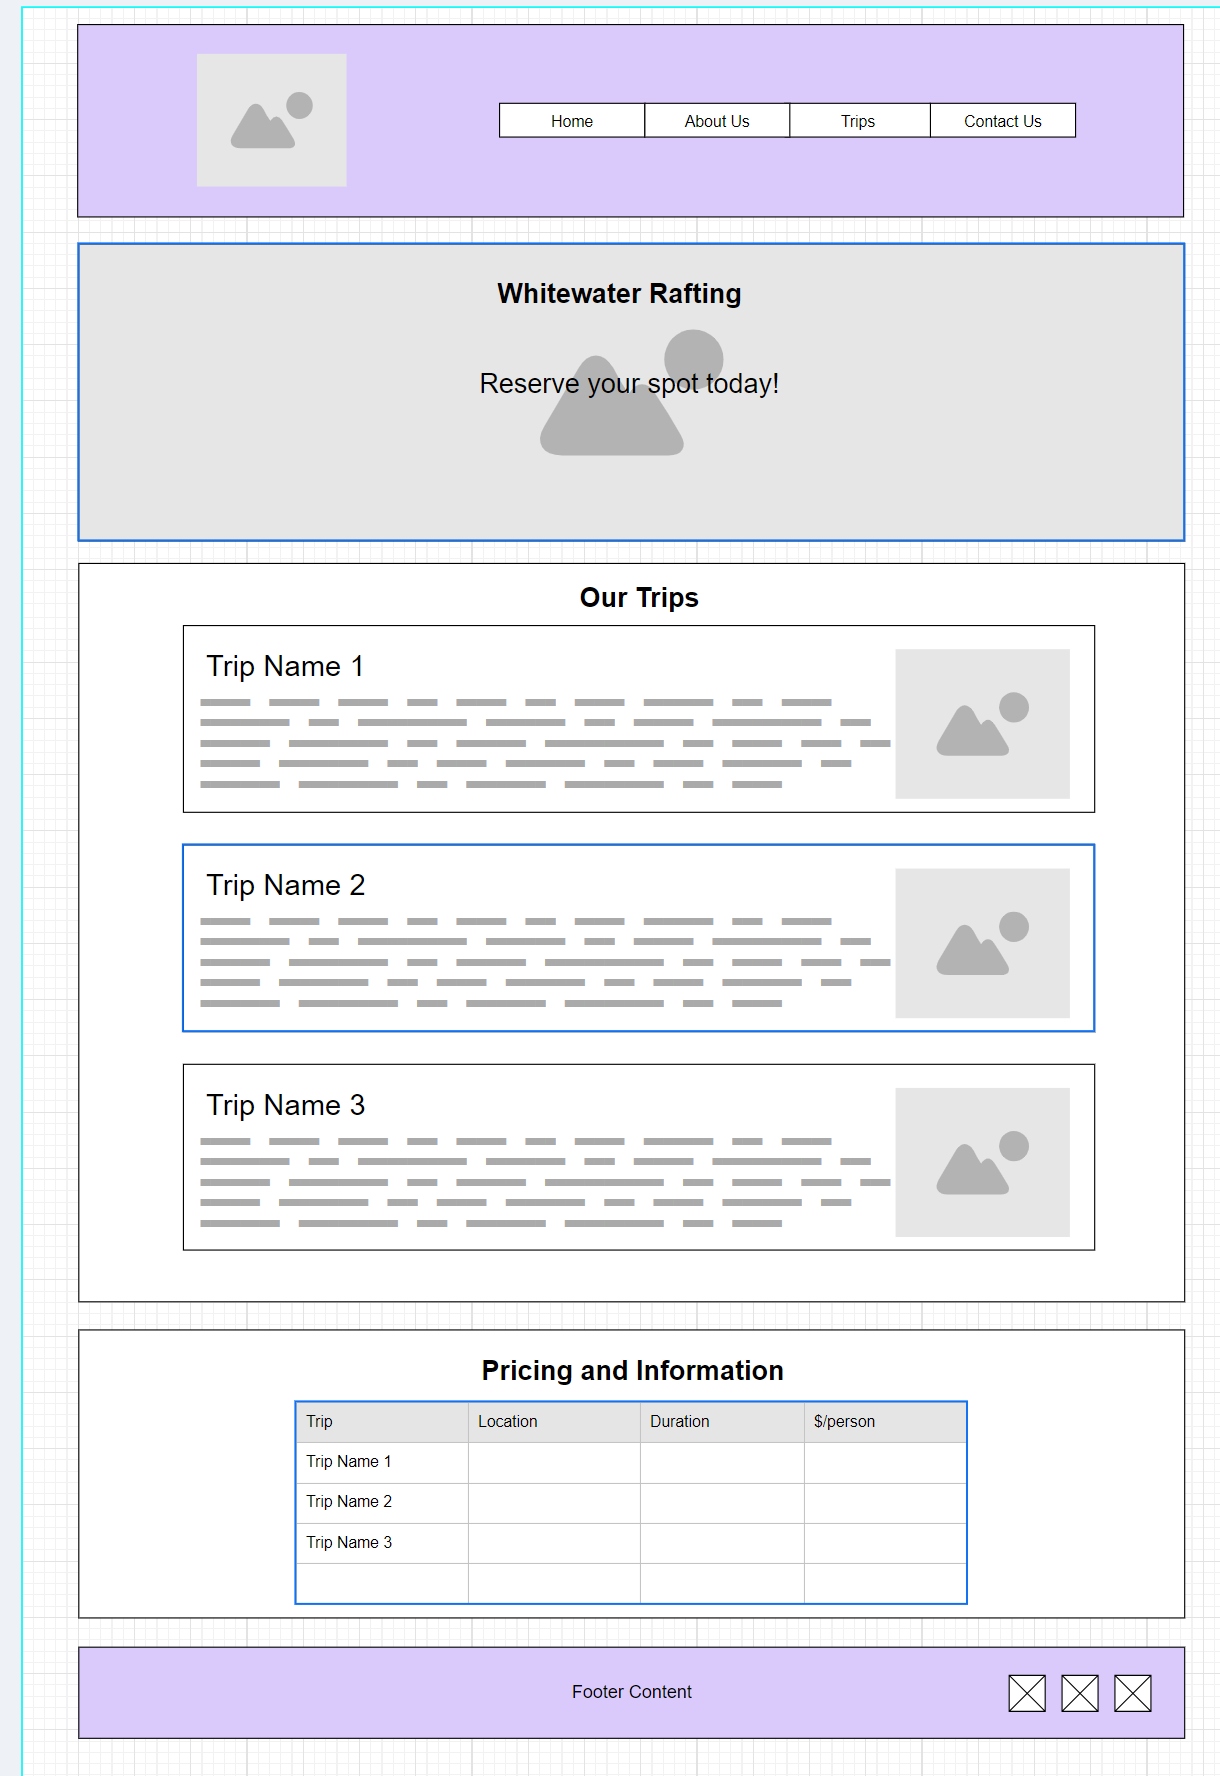 Home About Us Trips Contact Us
Whitewater Rafting
Reserve your spot today!
Our Trips
Trip Name 1
Trip Name 2
Trip Name 3
Pricing and Information
Trip Location Duration $/person
Trip Name 1
Trip Name 2
Trip Name 3
Footer Content